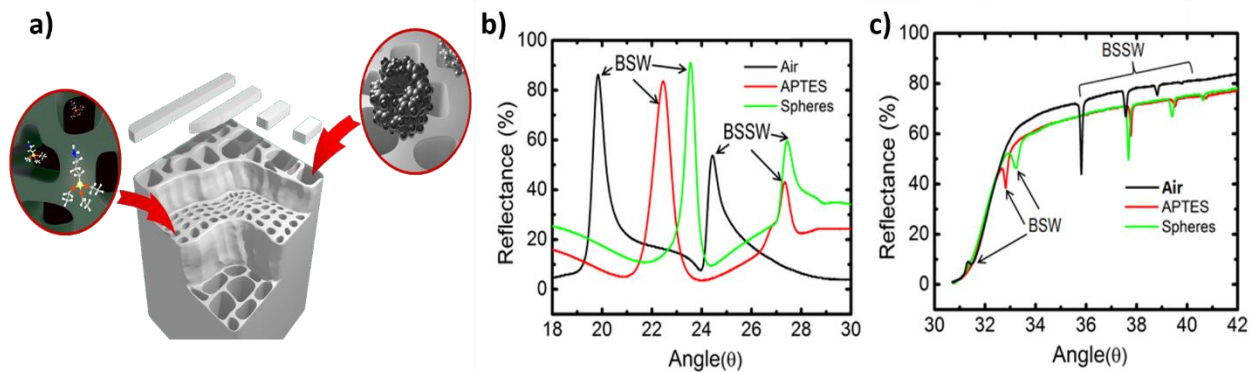 a)
b)
Reflectance (%)
100
80
60
40
20
0
18 20 22 24 26 28 30
Angle(θ)
BSW
BSSW
Air
APTES
Spheres
c)
Reflectance (%)
100
80
60
40
20
0
30 32 34 36 38 40 42
Angle(θ)
BSSW
BSW
Air
APTES
Spheres